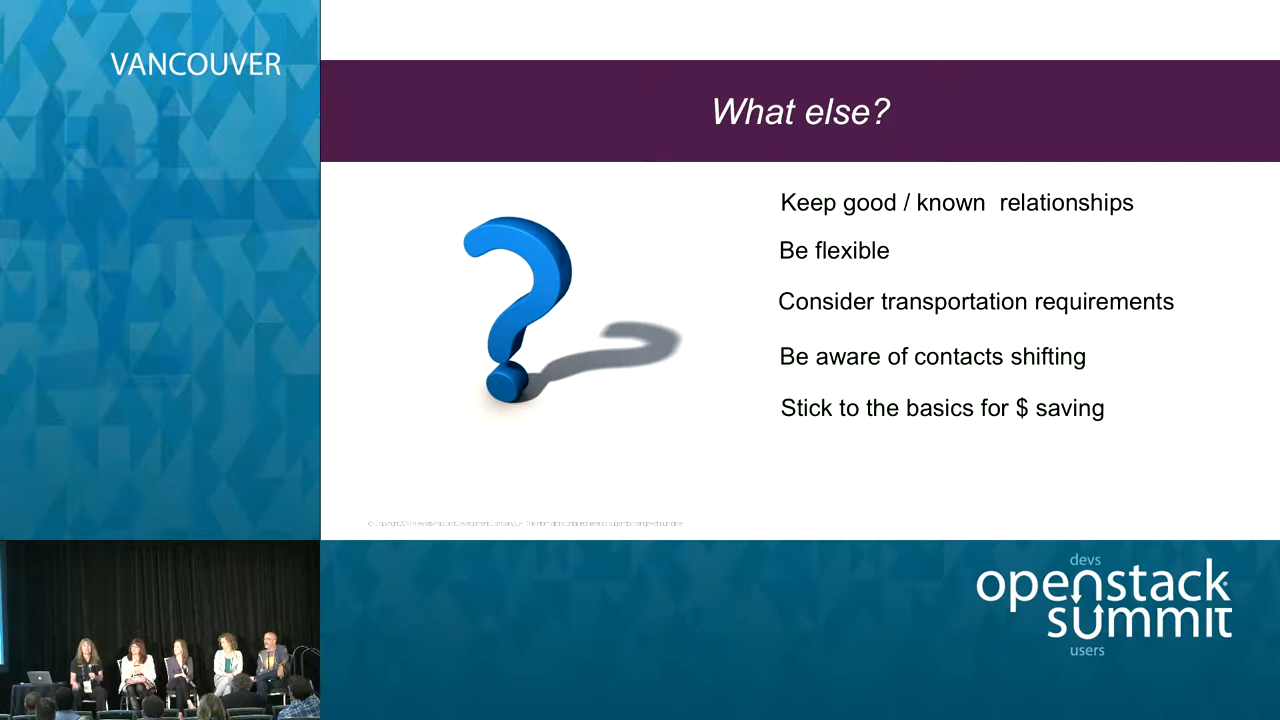 VANCOUVER
What else?
Keep good / known relationships
Be flexible
Consider transportation requirements
Be aware of contacts shifting
Stick to the basics for $ saving
devs
openstack
summit
users